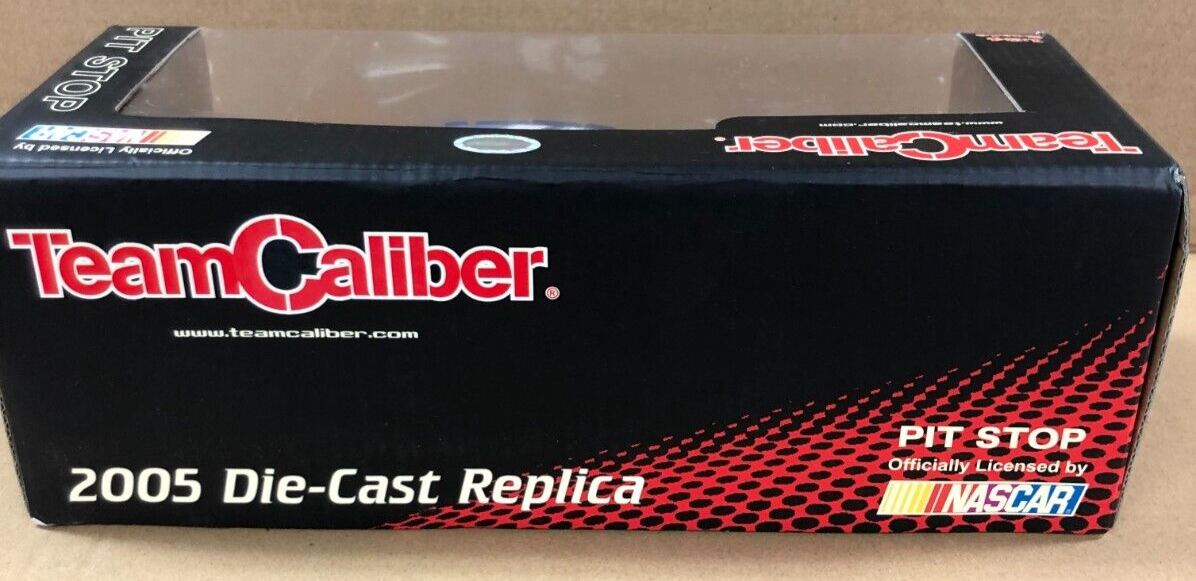 PIT STOP
Officially Licensed by
NASCAR
www.teamcaliber.com
TeamCaliber
TeamCaliber®
www.teamcaliber.com
2005 Die-Cast Replica
PIT STOP
Officially Licensed by
NASCAR